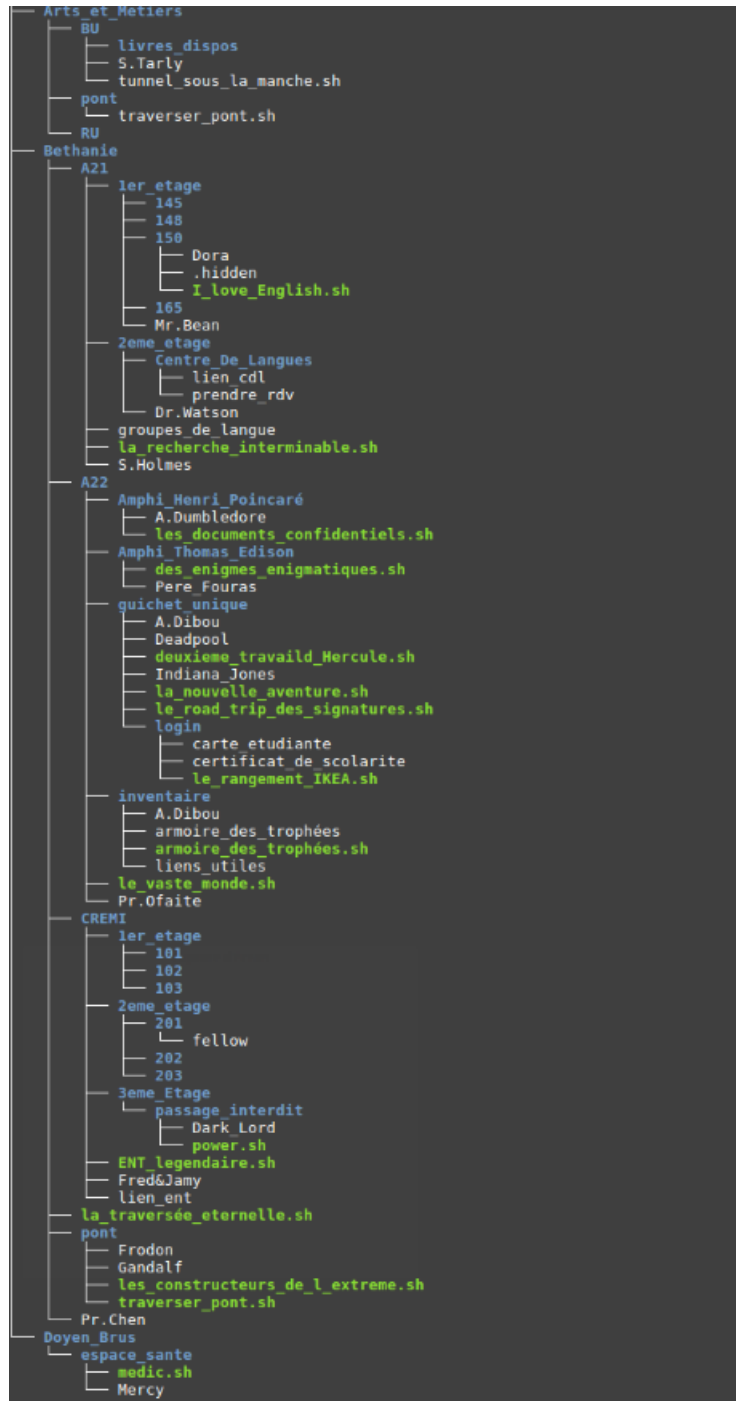 Arts_et_Metiers
BU
livres_dispos
S.Tarly
tunnel_sous_la_manche.sh
pont
traverser_pont.sh
RU
Bethanie
A21
1er_etage
145
148
150
Dora
.hidden
I_love_English.sh
165
Mr.Bean
2eme_etage
Centre_De_Langues
lien_cdl
prendre_rdv
Dr.Watson
groupes_de_langue
la_recherche_interminable.sh
S.Holmes
A22
Amphi_Henri_Poincaré
A.Dumbledore
les_documents_confidentiels.sh
Amphi_Thomas_Edison
des_enigmes_enigmatiques.sh
Pere_Fouras
guichet_unique
A.Dibou
Deadpool
deuxieme_travaild_Hercule.sh
Indiana_Jones
la_nouvelle_aventure.sh
le_road_trip_des_signatures.sh
login
carte_etudiante
certificat_de_scolarite
le_rangement_IKEA.sh
inventaire
A.Dibou
armoire_des_trophées
armoire_des_trophées.sh
liens_utiles
le_vaste_monde.sh
Pr.Ofaite
CREMI
1er_etage
101
102
103
2eme_etage
201
fellow
202
203
3eme_Etage
passage_interdit
Dark_Lord
power.sh
ENT_legendaire.sh
Fred&Jamy
lien_ent
la_traversée_eternelle.sh
pont
Frodon
Gandalf
les_constructeurs_de_l_extreme.sh
traverser_pont.sh
Pr.Chen
Doyen_Brus
espace_sante
medic.sh
Mercy